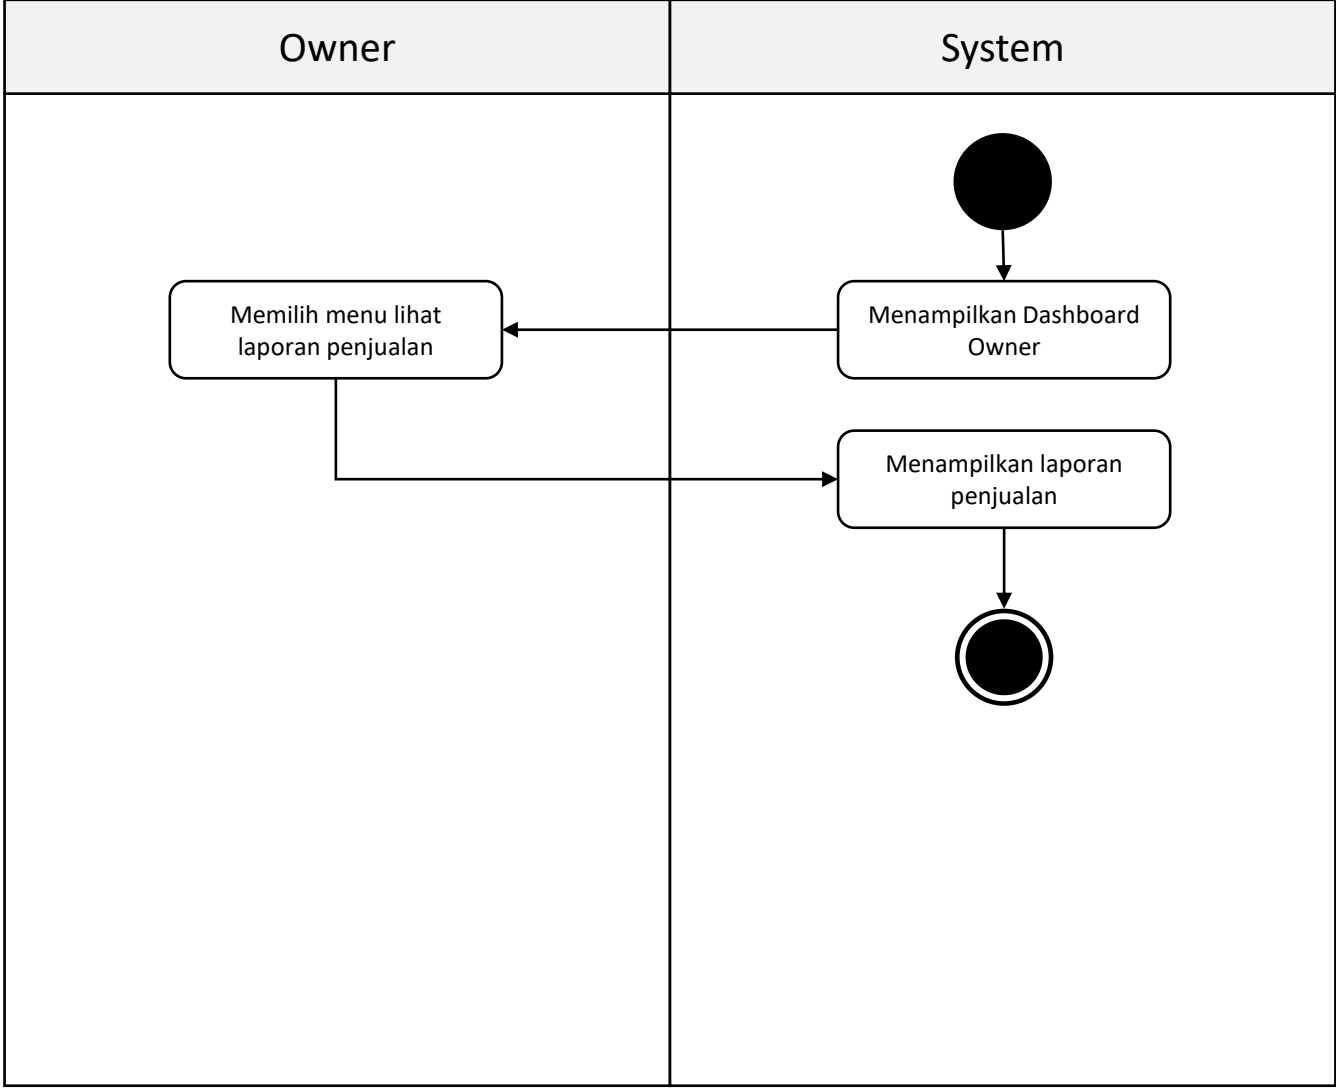 Owner
System
Memilih menu lihat
laporan penjualan
Menampilkan Dashboard
Owner
Menampilkan laporan
penjualan